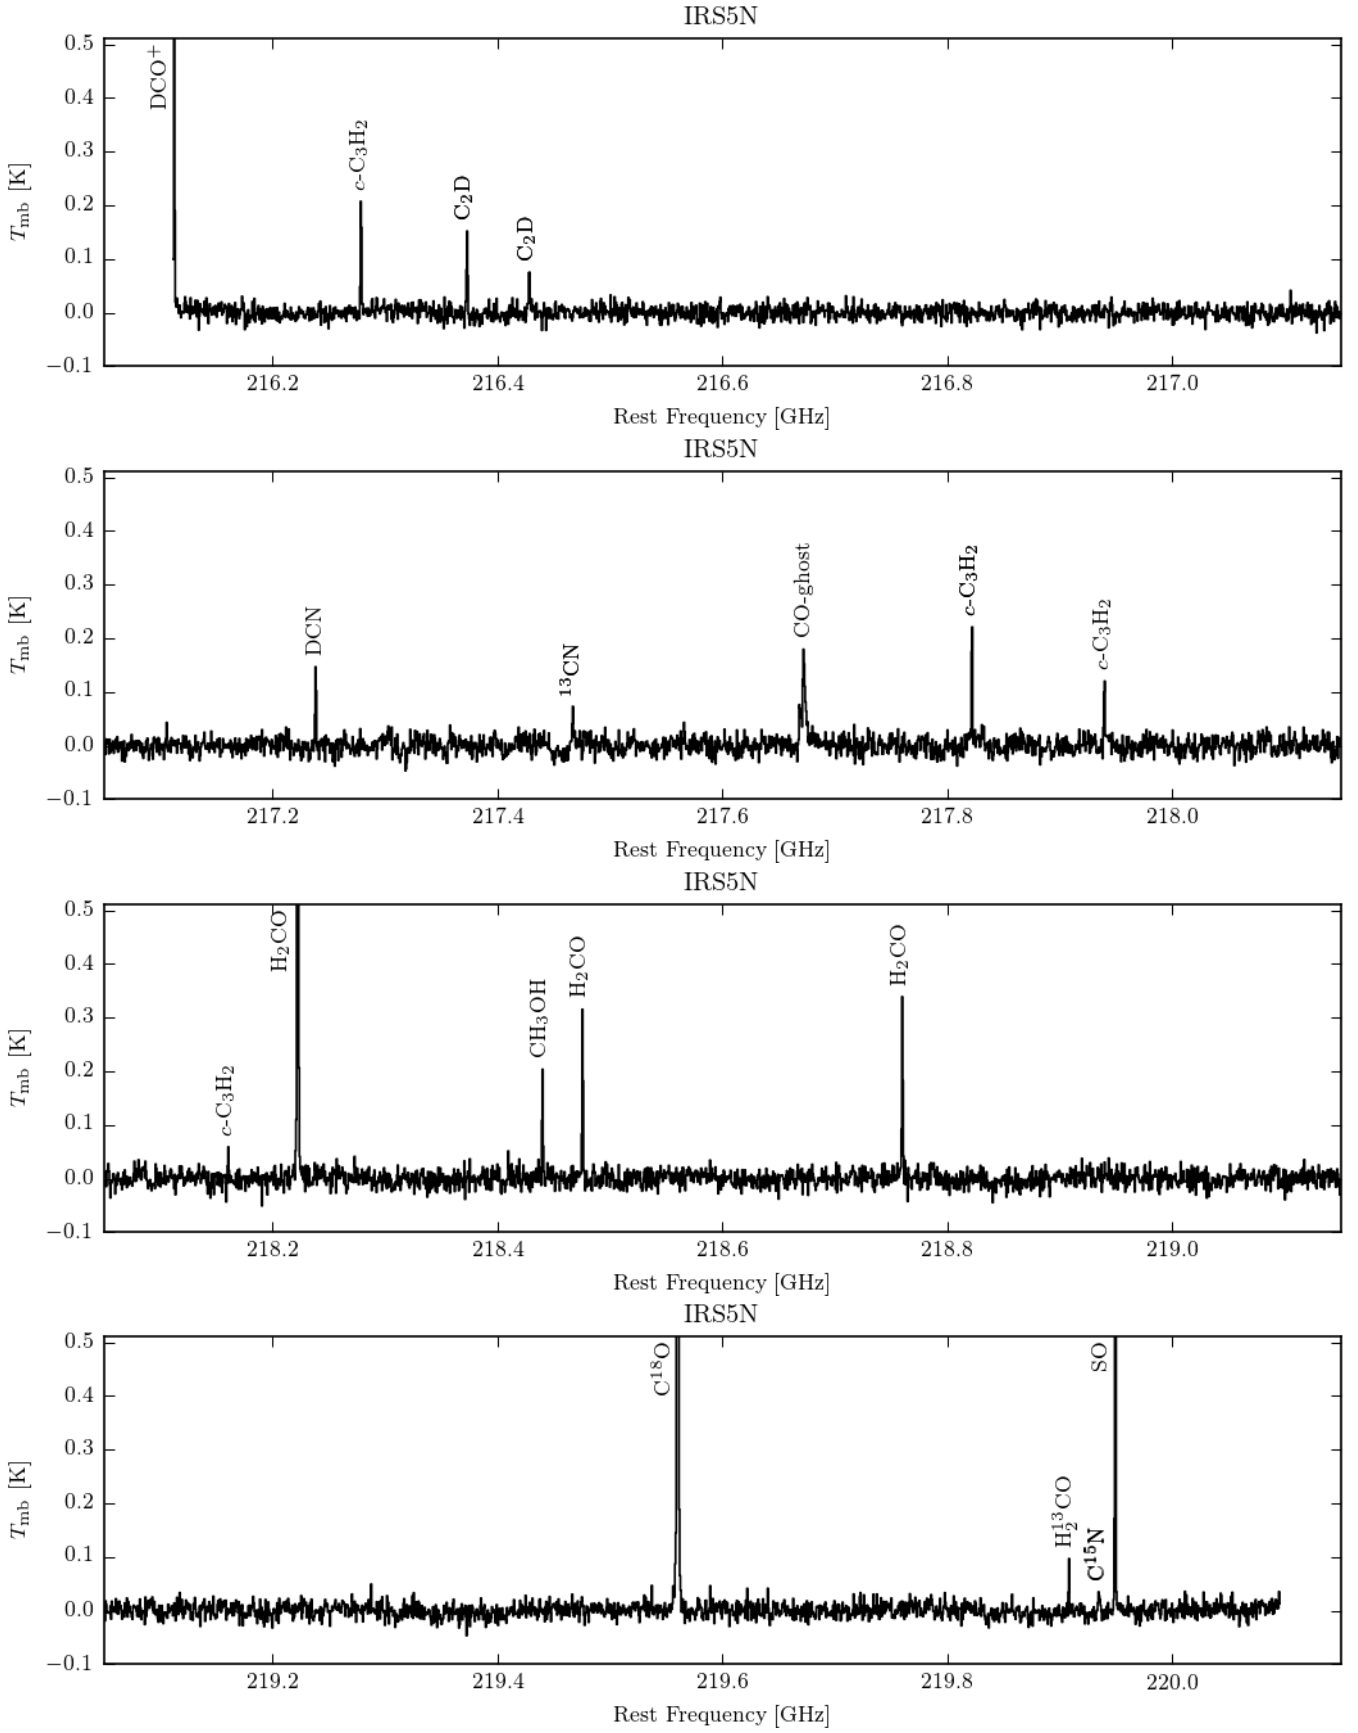 IRS5N
0.5
0.4
0.3
0.2
0.1
0.0
−0.1
T_mb [K]
DCO⁺
c-C₃H₂
C₂D
C₂D
216.2 216.4 216.6 216.8 217.0
Rest Frequency [GHz]
IRS5N
0.5
0.4
0.3
0.2
0.1
0.0
−0.1
T_mb [K]
DCN
¹³CN
CO-ghost
c-C₃H₂
c-C₃H₂
217.2 217.4 217.6 217.8 218.0
Rest Frequency [GHz]
IRS5N
0.5
0.4
0.3
0.2
0.1
0.0
−0.1
T_mb [K]
c-C₃H₂
H₂CO
CH₃OH
H₂CO
H₂CO
218.2 218.4 218.6 218.8 219.0
Rest Frequency [GHz]
IRS5N
0.5
0.4
0.3
0.2
0.1
0.0
−0.1
T_mb [K]
C¹⁸O
H₂¹³CO
C¹⁵N
SO
219.2 219.4 219.6 219.8 220.0
Rest Frequency [GHz]